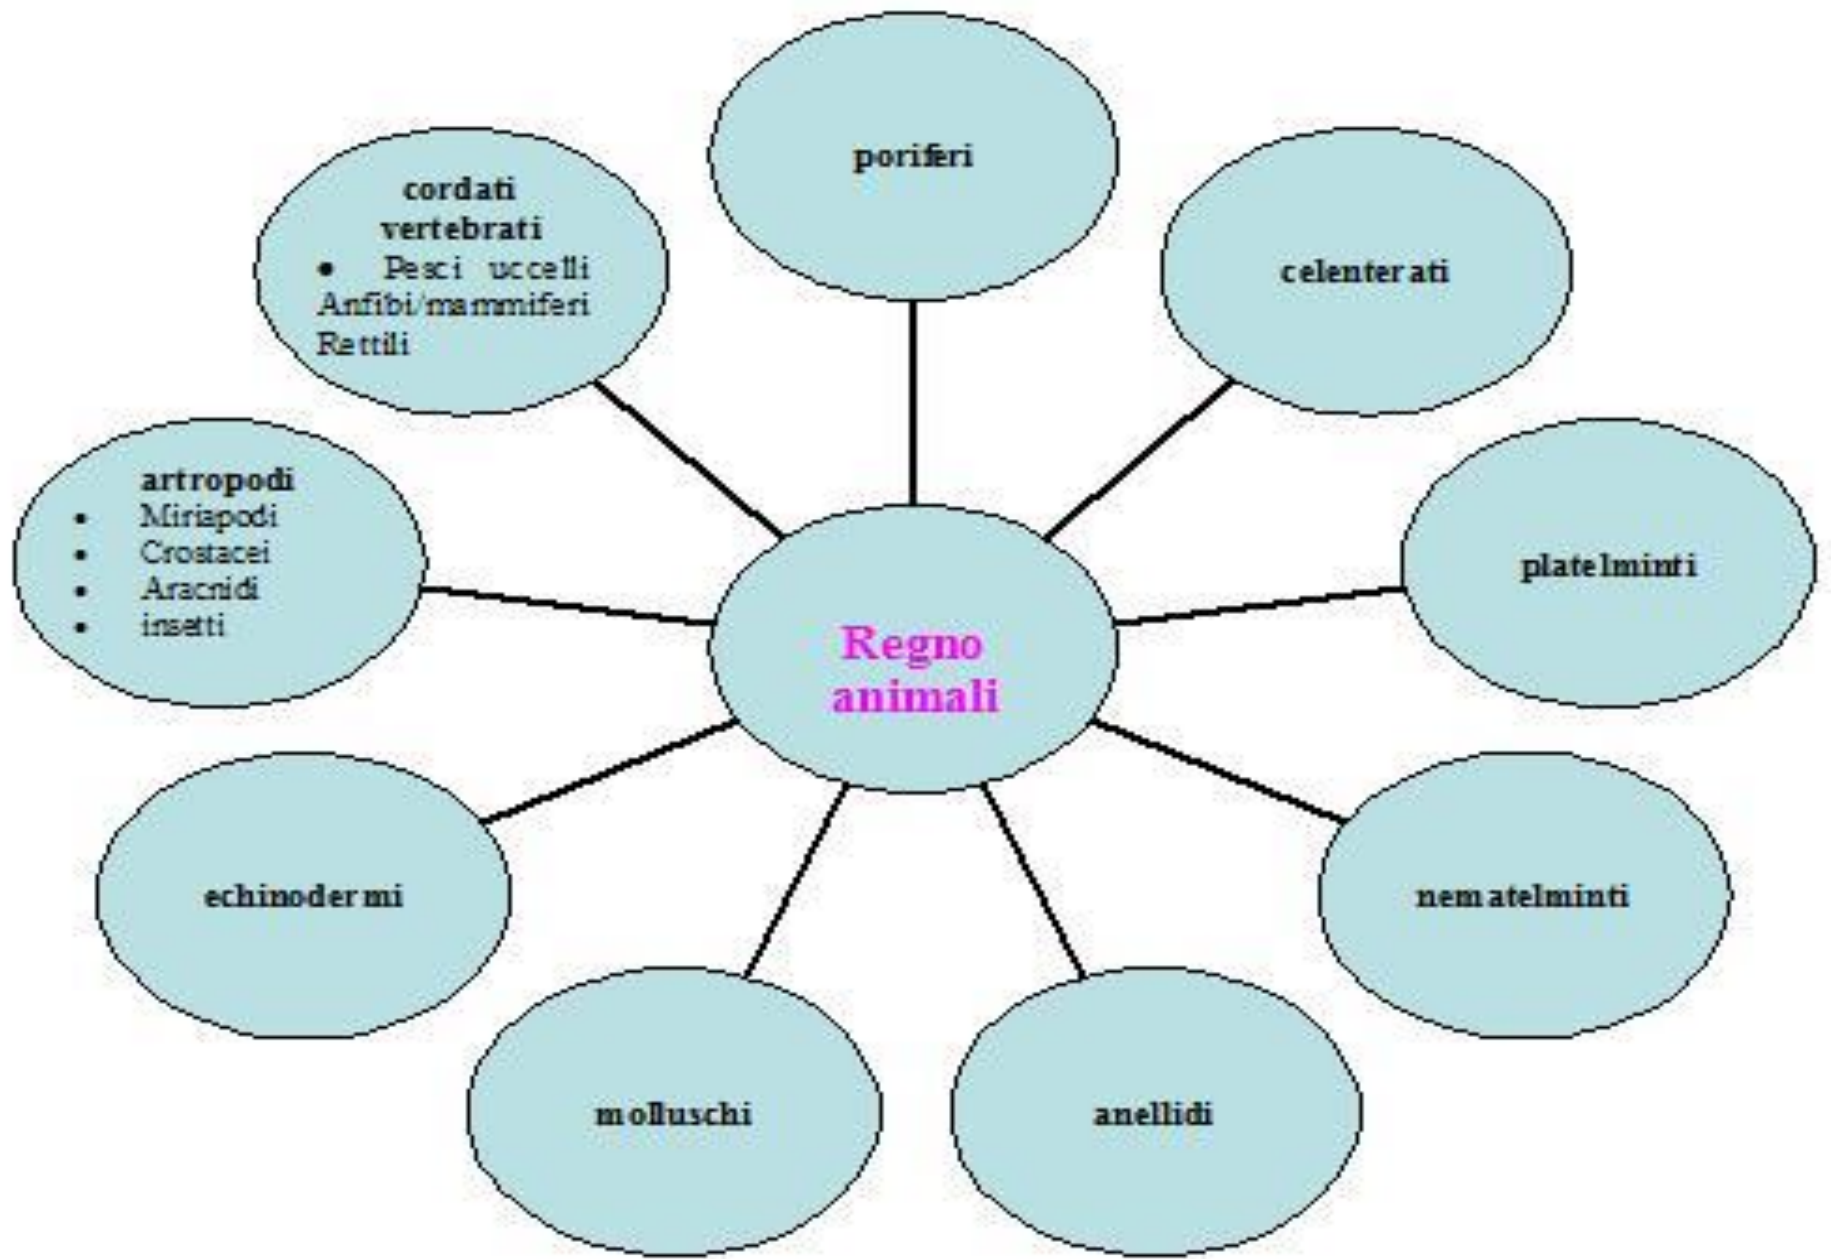 poriferi
cordati
vertebrati
• Pesci uccelli
Anfibi/mammiferi
Rettili
celenterati
artropodi
• Miriapodi
• Crostacei
• Aracnidi
• insetti
platelminti
Regno
animali
echinodermi
nematelminti
molluschi
anellidi